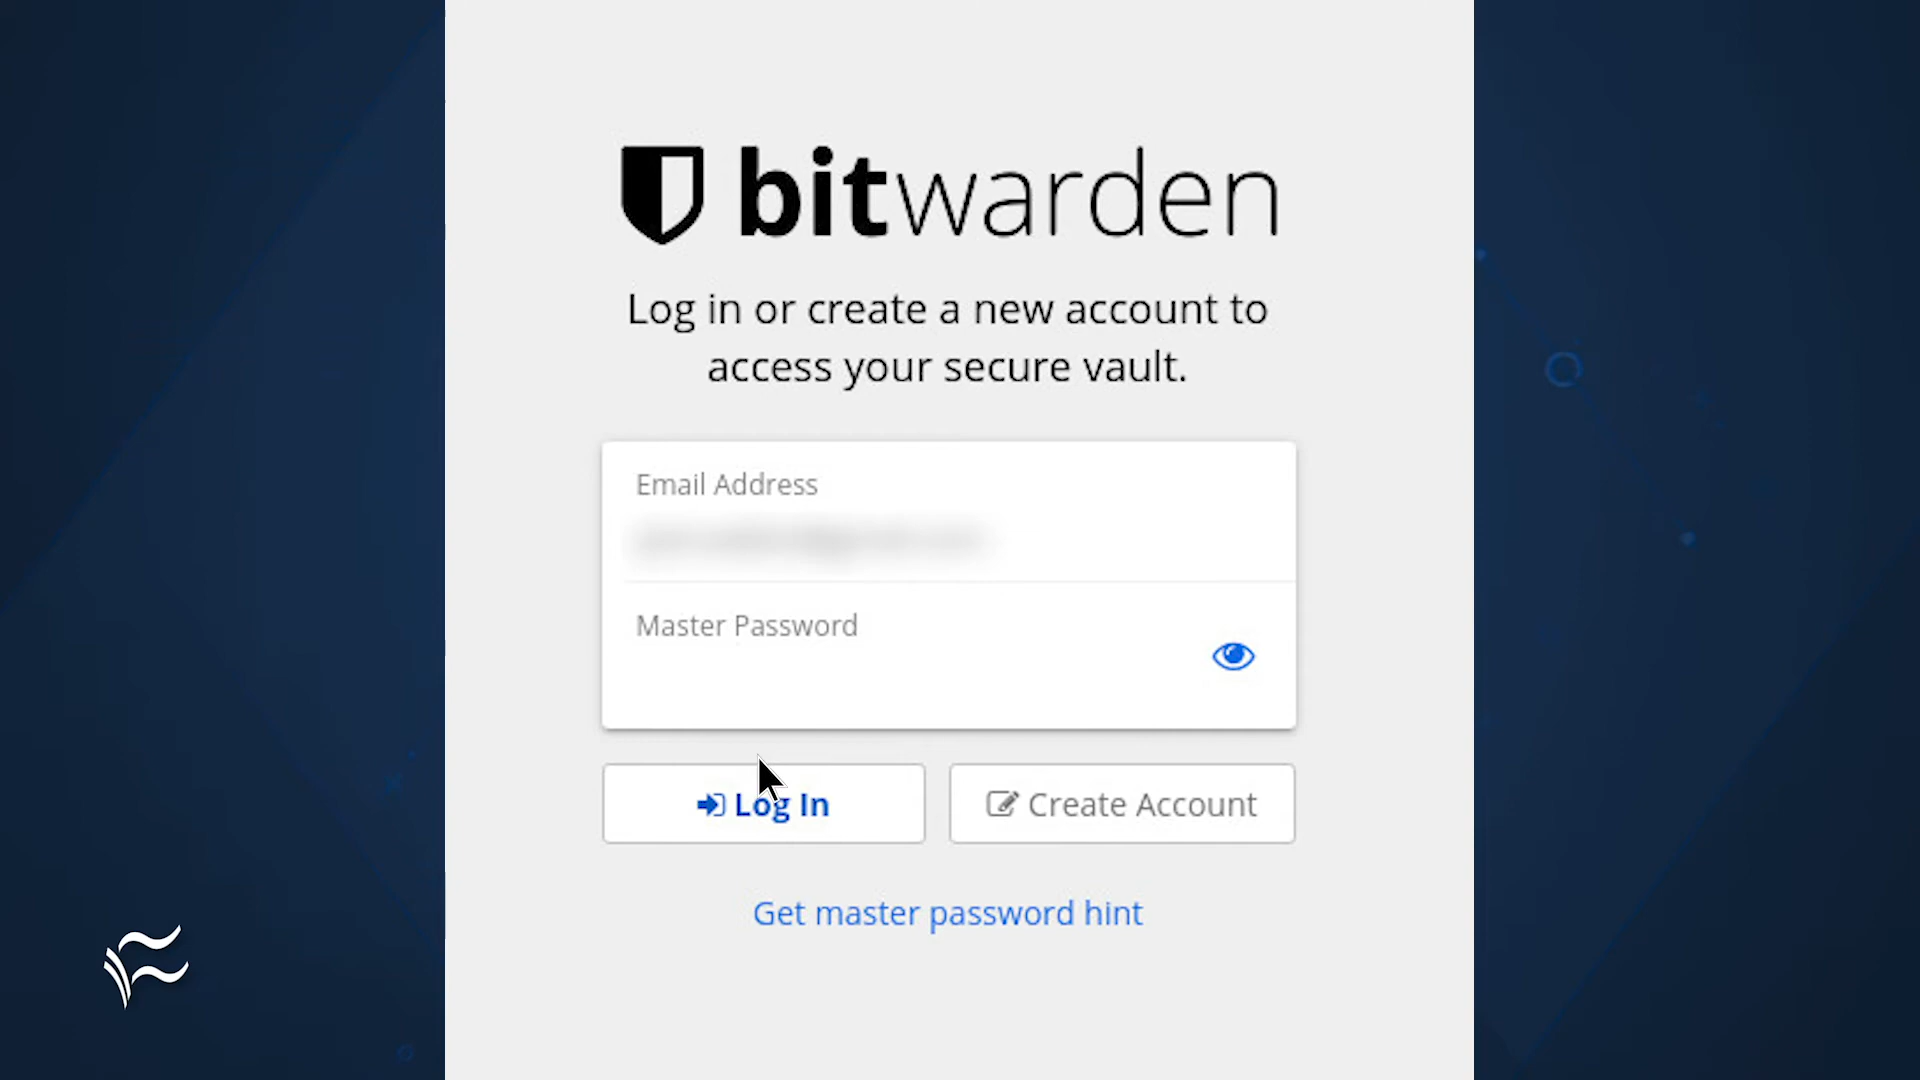 bitwarden
Log in or create a new account to
access your secure vault.
Email Address
Master Password
Log In
Create Account
Get master password hint